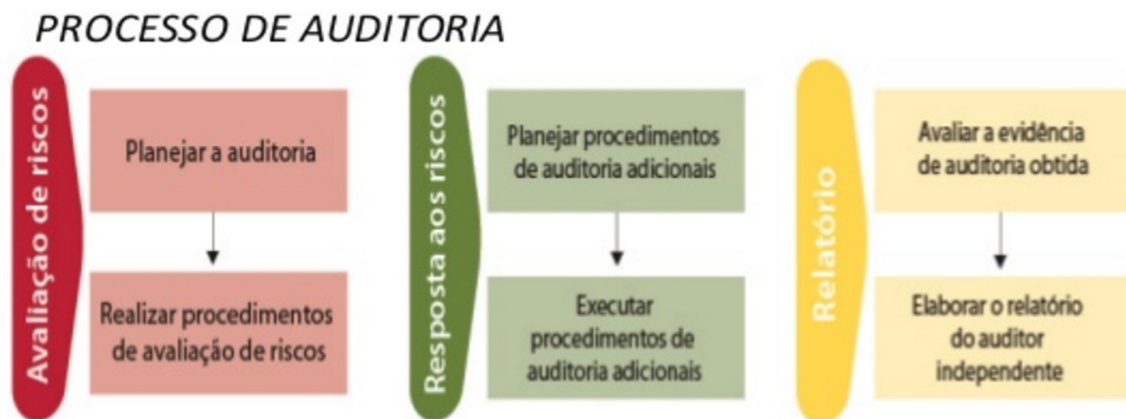 PROCESSO DE AUDITORIA
Avaliação de riscos
Planejar a auditoria
Realizar procedimentos
de avaliação de riscos
Resposta aos riscos
Planejar procedimentos
de auditoria adicionais
Executar
procedimentos de
auditoria adicionais
Relatório
Avaliar a evidência
de auditoria obtida
Elaborar o relatório
do auditor
independente